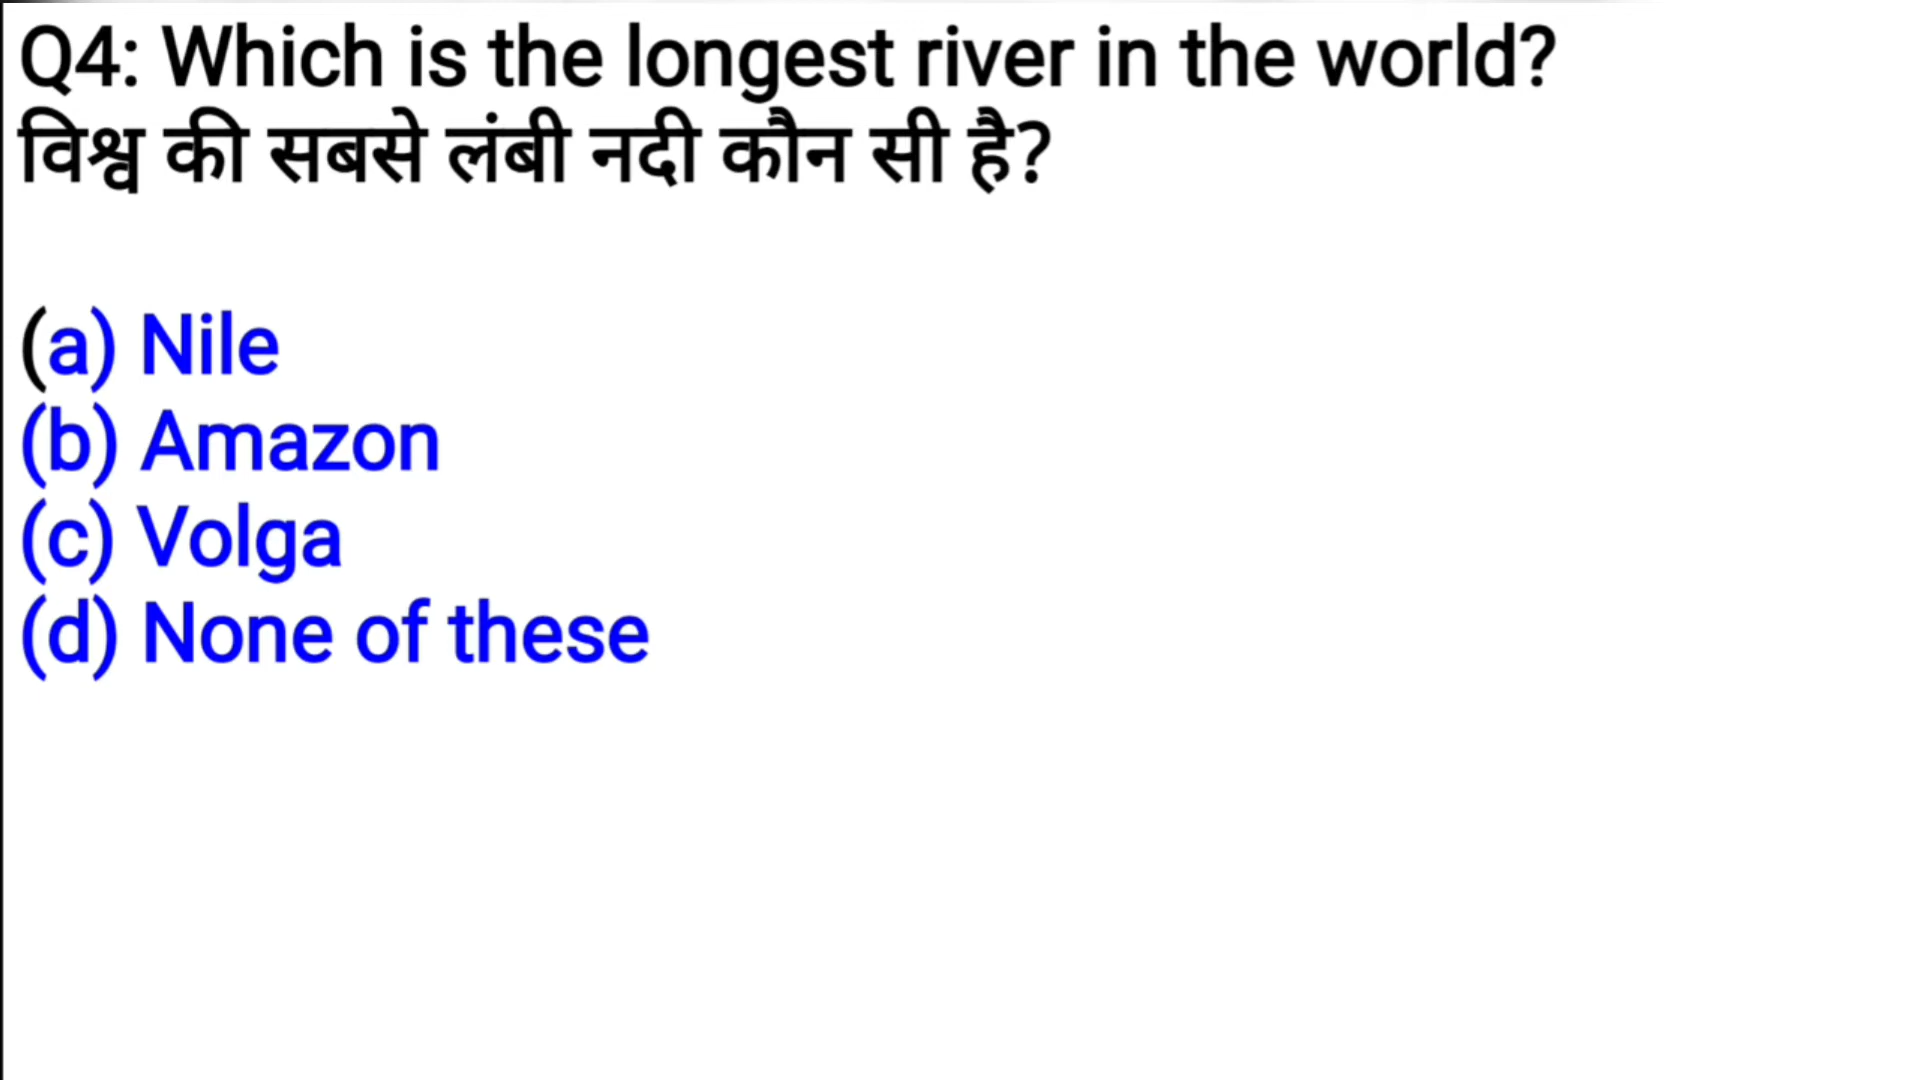 Q4: Which is the longest river in the world?
विश्व की सबसे लंबी नदी कौन सी है?
(a) Nile
(b) Amazon
(c) Volga
(d) None of these